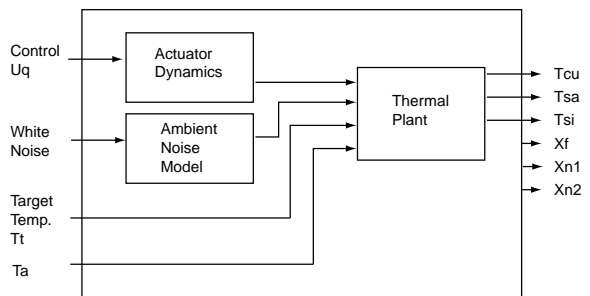 Control
Uq
Actuator
Dynamics
White
Noise
Ambient
Noise
Model
Target
Temp.
Tt
Ta
Thermal
Plant
Tcu
Tsa
Tsi
Xf
Xn1
Xn2